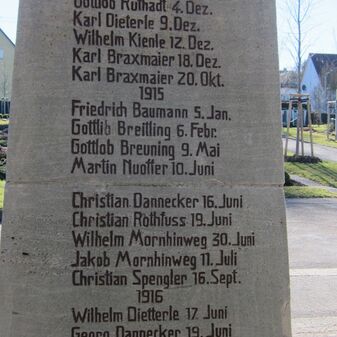 Gottlob Ruthadt 4. Dez.
Karl Dieterle 9. Dez.
Wilhelm Kienle 12. Dez.
Karl Braxmaier 18. Dez.
Karl Braxmaier 20. Okt.
1915
Friedrich Baumann 5. Jan.
Gottlib Breitling 6. Febr.
Gottlob Breuning 9. Mai
Martin Nuoffer 10. Juni
Christian Dannecker 16. Juni
Christian Rothfuss 19. Juni
Wilhelm Mornhinweg 30. Juni
Jakob Mornhinweg 11. Juli
Christian Spengler 16. Sept.
1916
Wilhelm Dietterle 17. Juni
Georg Dannecker 19. Juni